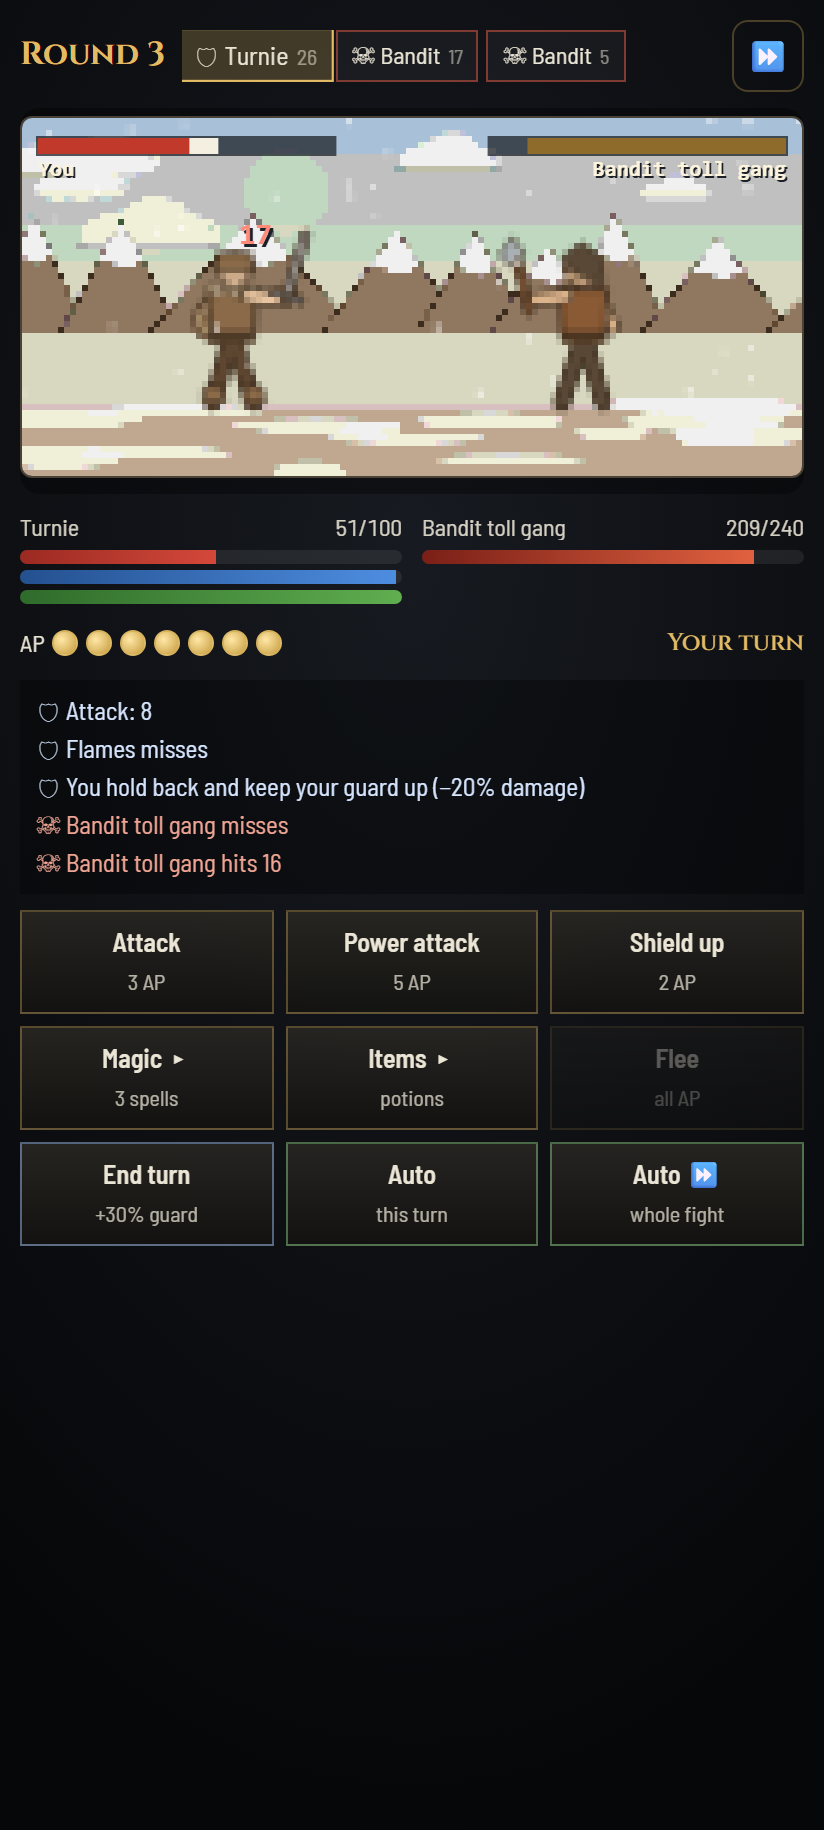 Round 3 Turnie 26 Bandit 17 Bandit 5
You Bandit toll gang
17
Turnie 51/100 Bandit toll gang 209/240
AP Your turn
Attack: 8
Flames misses
You hold back and keep your guard up (−20% damage)
Bandit toll gang misses
Bandit toll gang hits 16
Attack Power attack Shield up
3 AP 5 AP 2 AP
Magic ▸ Items ▸ Flee
3 spells potions all AP
End turn Auto Auto ⏩
+30% guard this turn whole fight